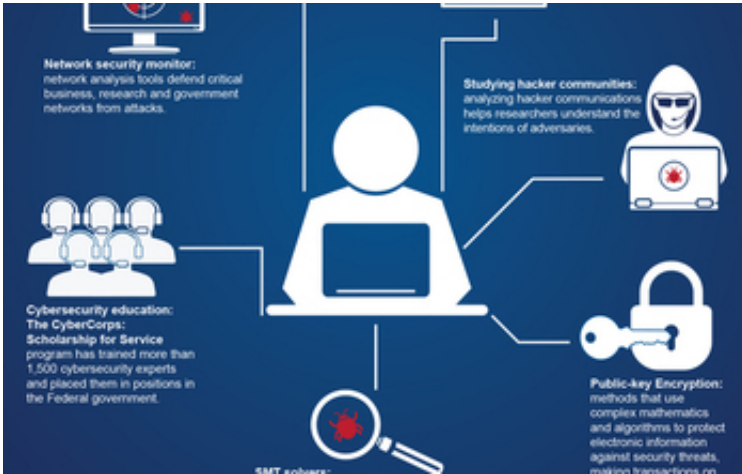 Network security monitor:
network analysis tools defend critical
business, research and government
networks from attacks.
Studying hacker communities:
analyzing hacker communications
helps researchers understand the
intentions of adversaries.
Cybersecurity education:
The CyberCorps:
Scholarship for Service
program has trained more than
1,500 cybersecurity experts
and placed them in positions in
the Federal government.
Public-key Encryption:
methods that use
complex mathematics
and algorithms to protect
electronic information
against security threats,
making transactions on
SMT solvers: